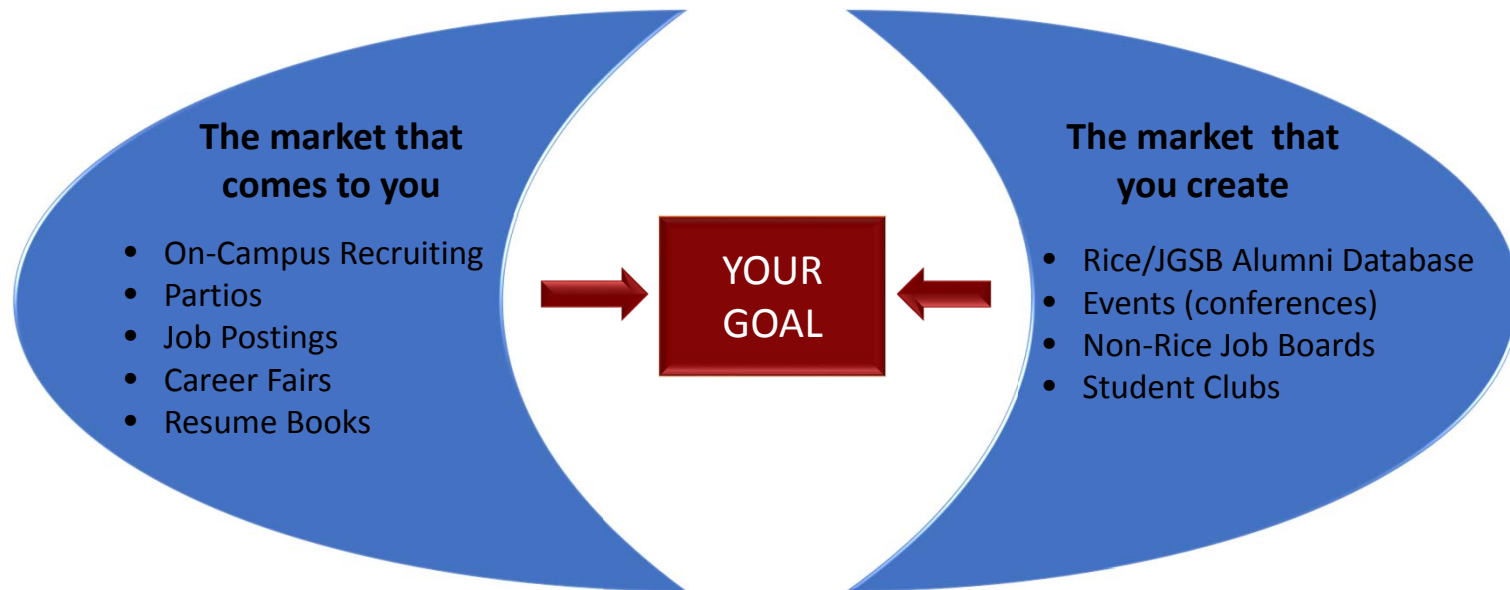 The market that
comes to you
• On-Campus Recruiting
• Partios
• Job Postings
• Career Fairs
• Resume Books
YOUR
GOAL
The market that
you create
• Rice/JGSB Alumni Database
• Events (conferences)
• Non-Rice Job Boards
• Student Clubs